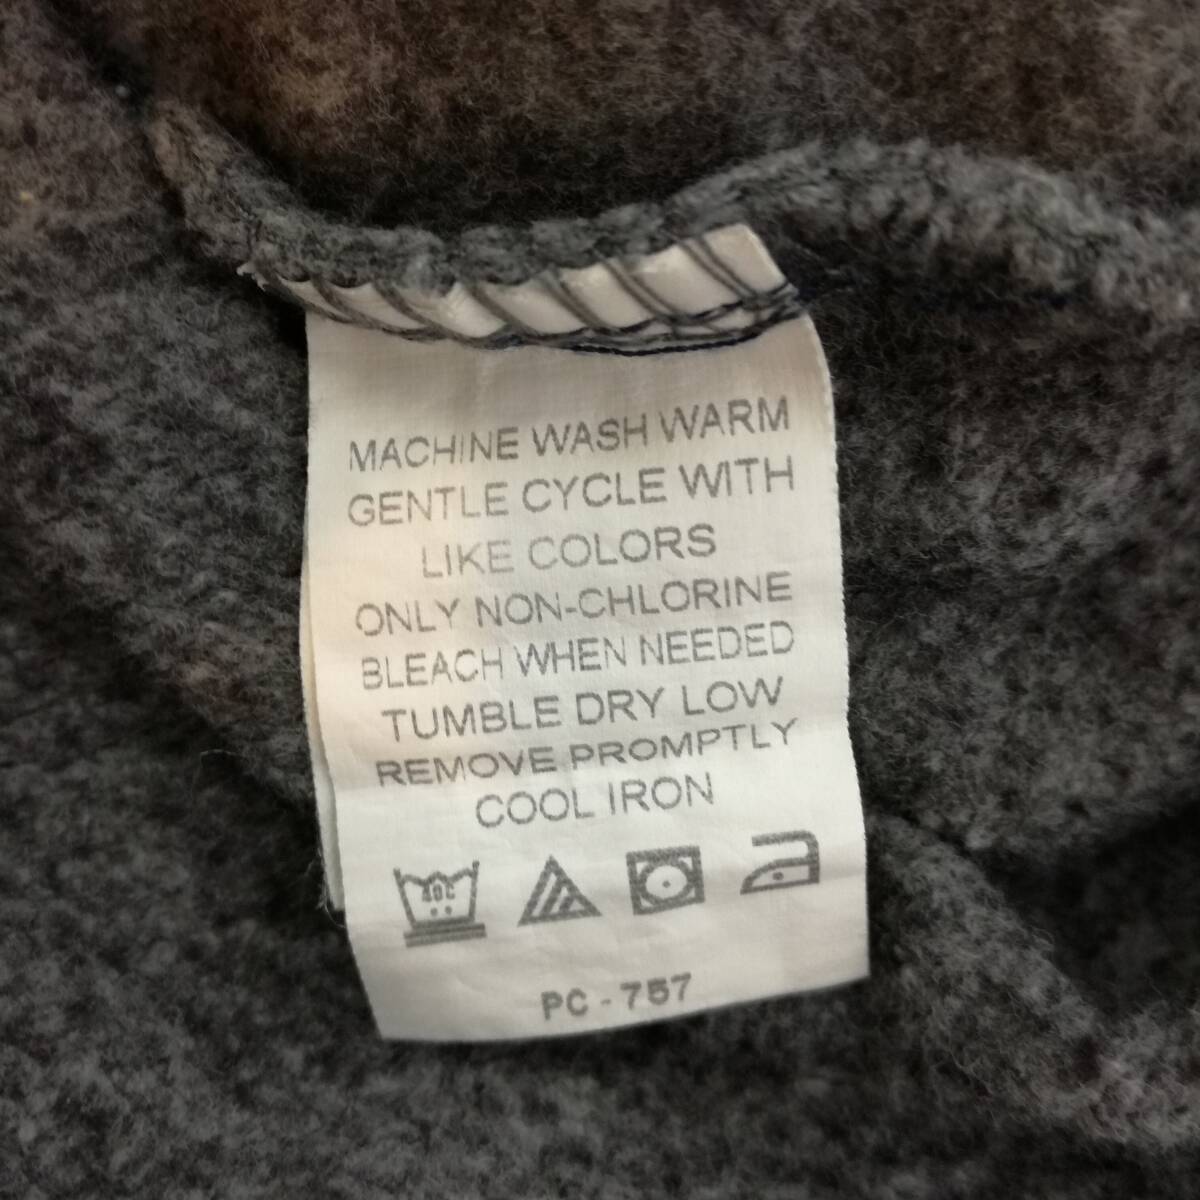 MACHINE WASH WARM
GENTLE CYCLE WITH
LIKE COLORS
ONLY NON-CHLORINE
BLEACH WHEN NEEDED
TUMBLE DRY LOW
REMOVE PROMPTLY
COOL IRON
40C
PC - 757